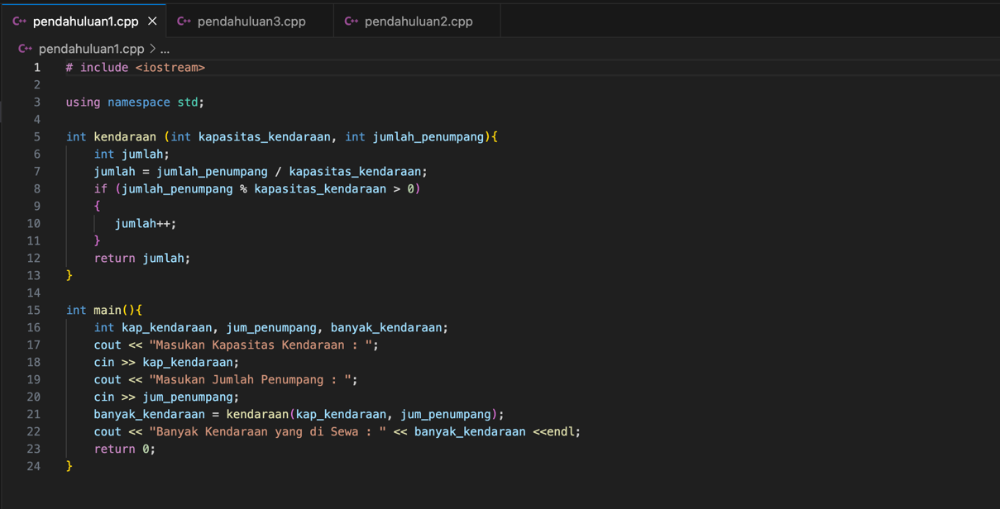 C++ pendahuluan1.cpp × C++ pendahuluan3.cpp C++ pendahuluan2.cpp
C++ pendahuluan1.cpp > ...
1 # include <iostream>
2
3 using namespace std;
4
5 int kendaraan (int kapasitas_kendaraan, int jumlah_penumpang){
6     int jumlah;
7     jumlah = jumlah_penumpang / kapasitas_kendaraan;
8     if (jumlah_penumpang % kapasitas_kendaraan > 0)
9     {
10        jumlah++;
11    }
12    return jumlah;
13 }
14
15 int main(){
16    int kap_kendaraan, jum_penumpang, banyak_kendaraan;
17    cout << "Masukan Kapasitas Kendaraan : ";
18    cin >> kap_kendaraan;
19    cout << "Masukan Jumlah Penumpang : ";
20    cin >> jum_penumpang;
21    banyak_kendaraan = kendaraan(kap_kendaraan, jum_penumpang);
22    cout << "Banyak Kendaraan yang di Sewa : " << banyak_kendaraan <<endl;
23    return 0;
24 }